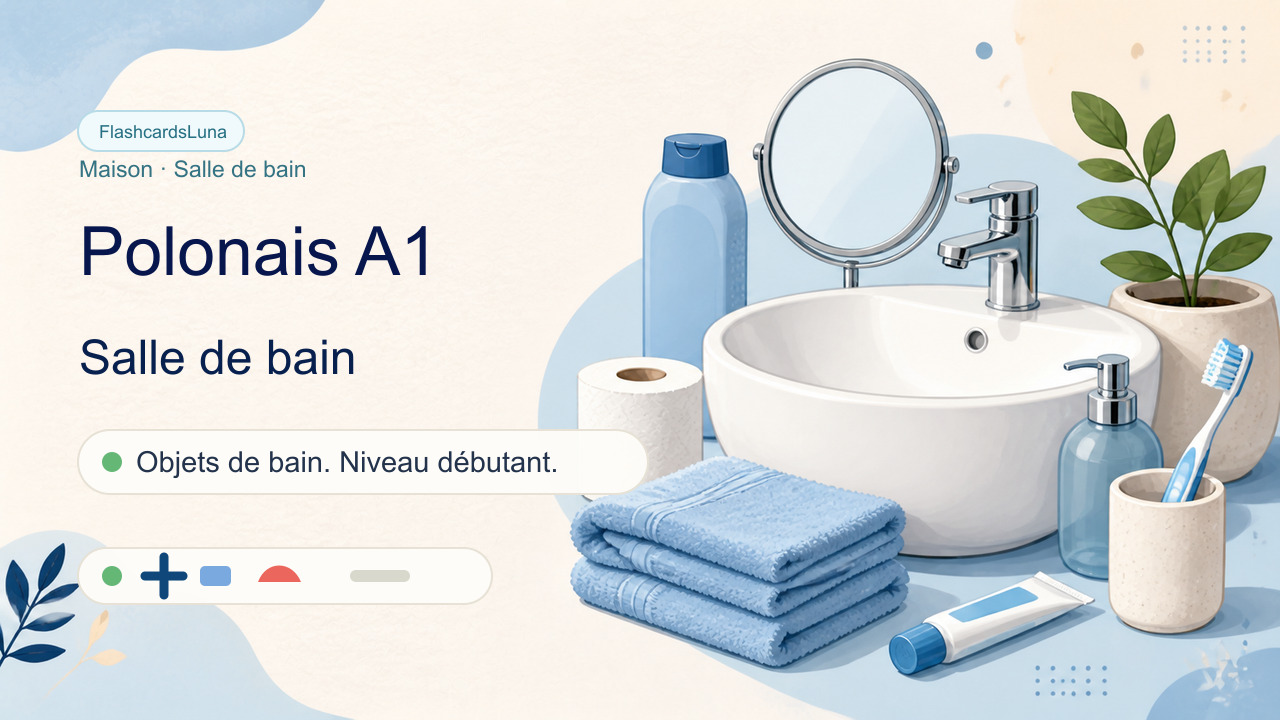 FlashcardsLuna
Maison · Salle de bain
Polonais A1
Salle de bain
Objets de bain. Niveau débutant.